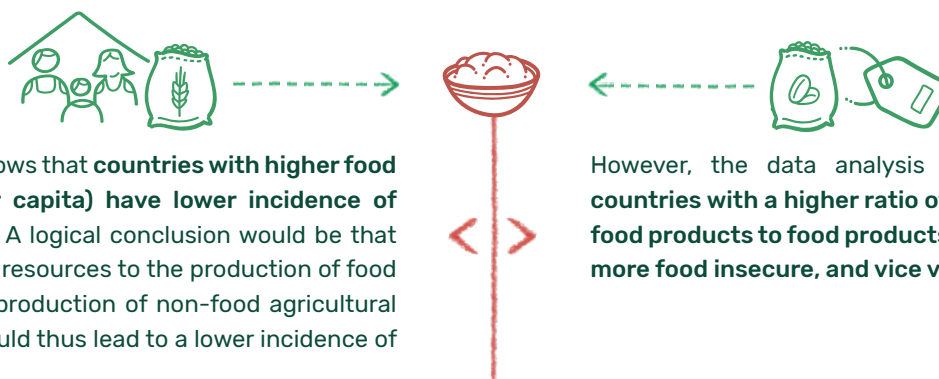 ows that countries with higher food
capita) have lower incidence of
A logical conclusion would be that
resources to the production of food
production of non-food agricultural
uld thus lead to a lower incidence of
However, the data analysis
countries with a higher ratio o
food products to food products
more food insecure, and vice v